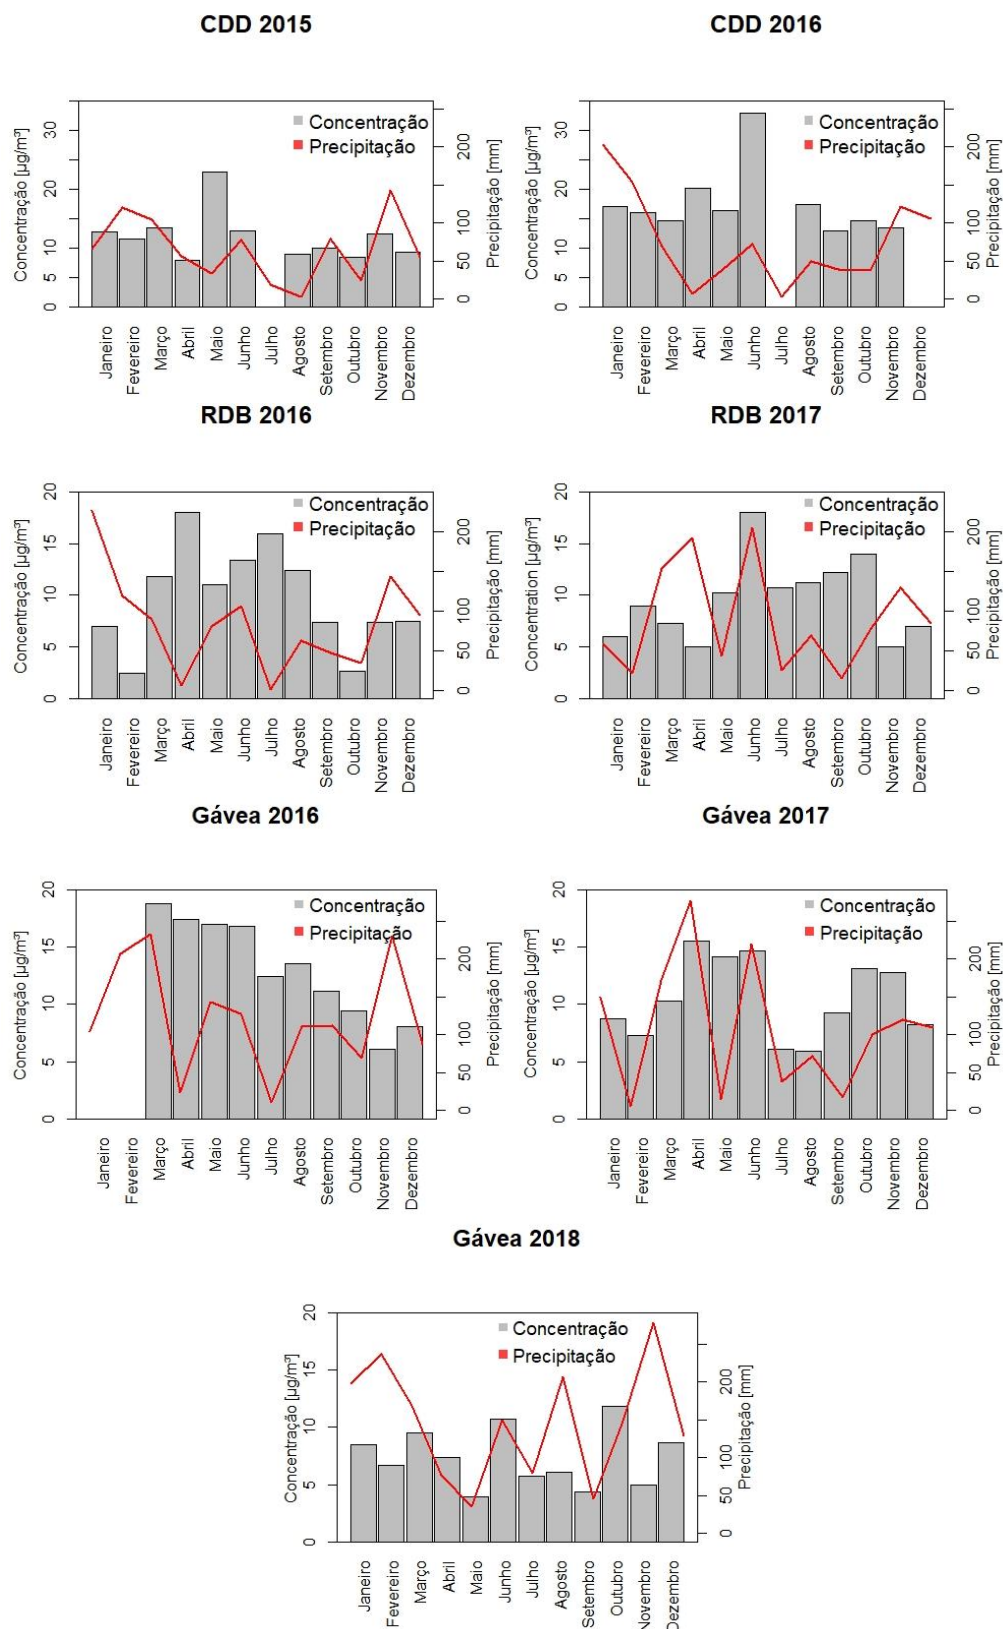 CDD 2015
Concentração [µg/m³]
30
20
10
5
0
Concentração
Precipitação
200
100
50
0
Precipitação [mm]
Janeiro
Fevereiro
Março
Abril
Maio
Junho
Julho
Agosto
Setembro
Outubro
Novembro
Dezembro
CDD 2016
Concentração [µg/m³]
30
20
10
5
0
Concentração
Precipitação
200
100
50
0
Precipitação [mm]
Janeiro
Fevereiro
Março
Abril
Maio
Junho
Julho
Agosto
Setembro
Outubro
Novembro
Dezembro
RDB 2016
Concentração [µg/m³]
20
15
10
5
0
Concentração
Precipitação
200
100
50
0
Precipitação [mm]
Janeiro
Fevereiro
Março
Abril
Maio
Junho
Julho
Agosto
Setembro
Outubro
Novembro
Dezembro
RDB 2017
Concentration [µg/m³]
20
15
10
5
0
Concentração
Precipitação
200
100
50
0
Precipitação [mm]
Janeiro
Fevereiro
Março
Abril
Maio
Junho
Julho
Agosto
Setembro
Outubro
Novembro
Dezembro
Gávea 2016
Concentração [µg/m³]
20
15
10
5
0
Concentração
Precipitação
200
100
50
0
Precipitação [mm]
Janeiro
Fevereiro
Março
Abril
Maio
Junho
Julho
Agosto
Setembro
Outubro
Novembro
Dezembro
Gávea 2017
Concentração [µg/m³]
20
15
10
5
0
Concentração
Precipitação
200
100
50
0
Precipitação [mm]
Janeiro
Fevereiro
Março
Abril
Maio
Junho
Julho
Agosto
Setembro
Outubro
Novembro
Dezembro
Gávea 2018
Concentração [µg/m³]
20
15
10
5
0
Concentração
Precipitação
200
100
50
0
Precipitação [mm]
Janeiro
Fevereiro
Março
Abril
Maio
Junho
Julho
Agosto
Setembro
Outubro
Novembro
Dezembro